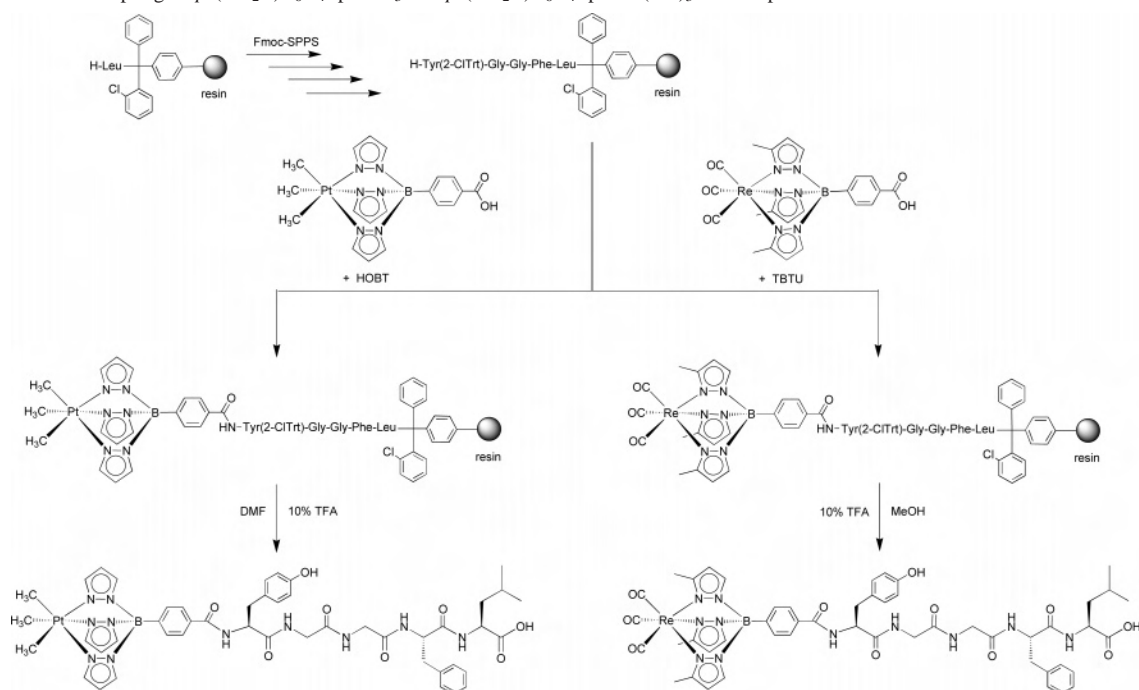 Fmoc-SPPS
H-Leu
Cl
resin
H-Tyr(2-ClTrt)-Gly-Gly-Phe-Leu
Cl
resin
H₃C
H₃C
H₃C
Pt
N N
N N
N N
B
O
OH
+ HOBT
OC
OC
OC
Re
N N
N N
N N
B
O
OH
+ TBTU
H₃C
H₃C
H₃C
Pt
N N
N N
N N
B
O
HN-Tyr(2-ClTrt)-Gly-Gly-Phe-Leu
Cl
resin
OC
OC
OC
Re
N N
N N
N N
B
O
HN-Tyr(2-ClTrt)-Gly-Gly-Phe-Leu
Cl
resin
DMF 10% TFA
10% TFA MeOH
H₃C
H₃C
H₃C
Pt
N N
N N
N N
B
O
N
H
OH
O
H
N
O
N
H
O
H
N
O
N
H
O
OH
OC
OC
OC
Re
N N
N N
N N
B
O
N
H
OH
O
H
N
O
N
H
O
H
N
O
N
H
O
OH